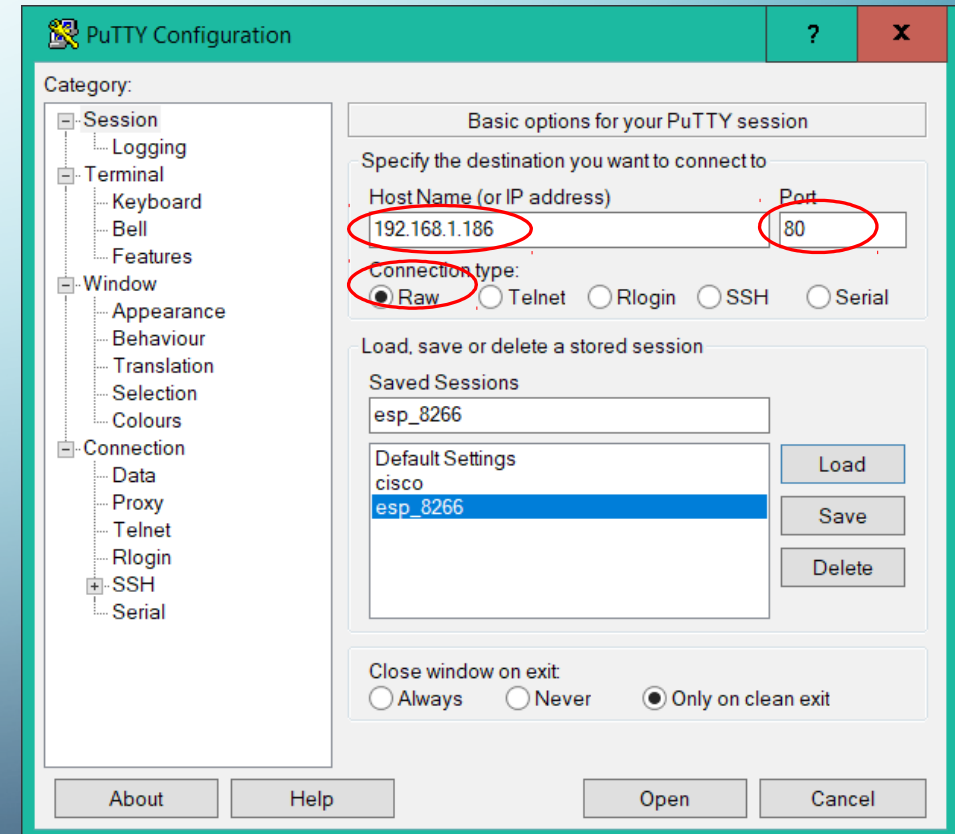 PuTTY Configuration
? x
Category:
Session
Logging
Terminal
Keyboard
Bell
Features
Window
Appearance
Behaviour
Translation
Selection
Colours
Connection
Data
Proxy
Telnet
Rlogin
SSH
Serial
Basic options for your PuTTY session
Specify the destination you want to connect to
Host Name (or IP address) Port
192.168.1.186 80
Connection type:
Raw Telnet Rlogin SSH Serial
Load, save or delete a stored session
Saved Sessions
esp_8266
Default Settings
cisco
esp_8266
Load
Save
Delete
Close window on exit:
Always Never Only on clean exit
About Help Open Cancel